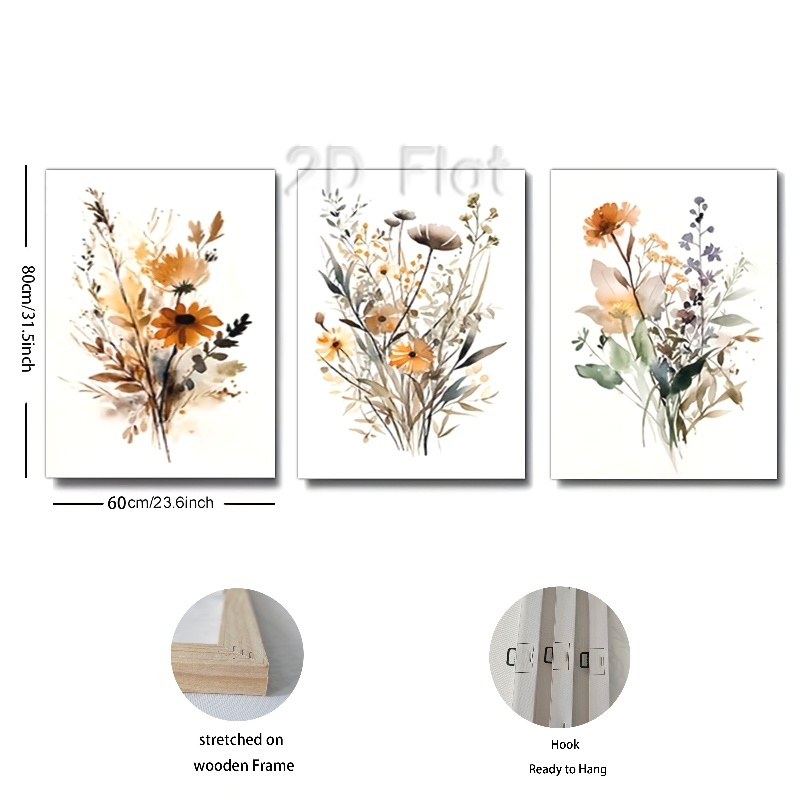 2D Flat
80cm/31.5inch
60cm/23.6inch
stretched on
wooden Frame
Hook
Ready to Hang